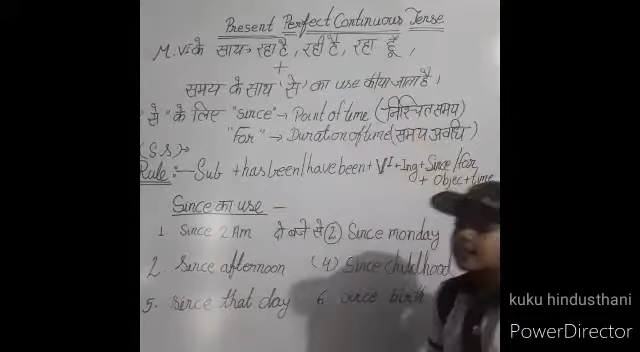 Present Perfect Continuous Tense
M.V. के साथ रहा है, रही है, रहा हूँ,
+
समय के साथ 'से' का use कीया जाता है,
"से" के लिए "Since" → Point of time (निश्चित समय)
"For" → Duration of time (समय अवधि)
(S.S) →
Rule:- Sub + has been/have been + V I + Ing + Since/for
+ Object + time
Since का use -
1. Since 2 Am दो बजे से (2) Since monday
2. Since afternoon (4) Since childhood
5. Since that day 6. Since birth
kuku hindusthani
PowerDirector